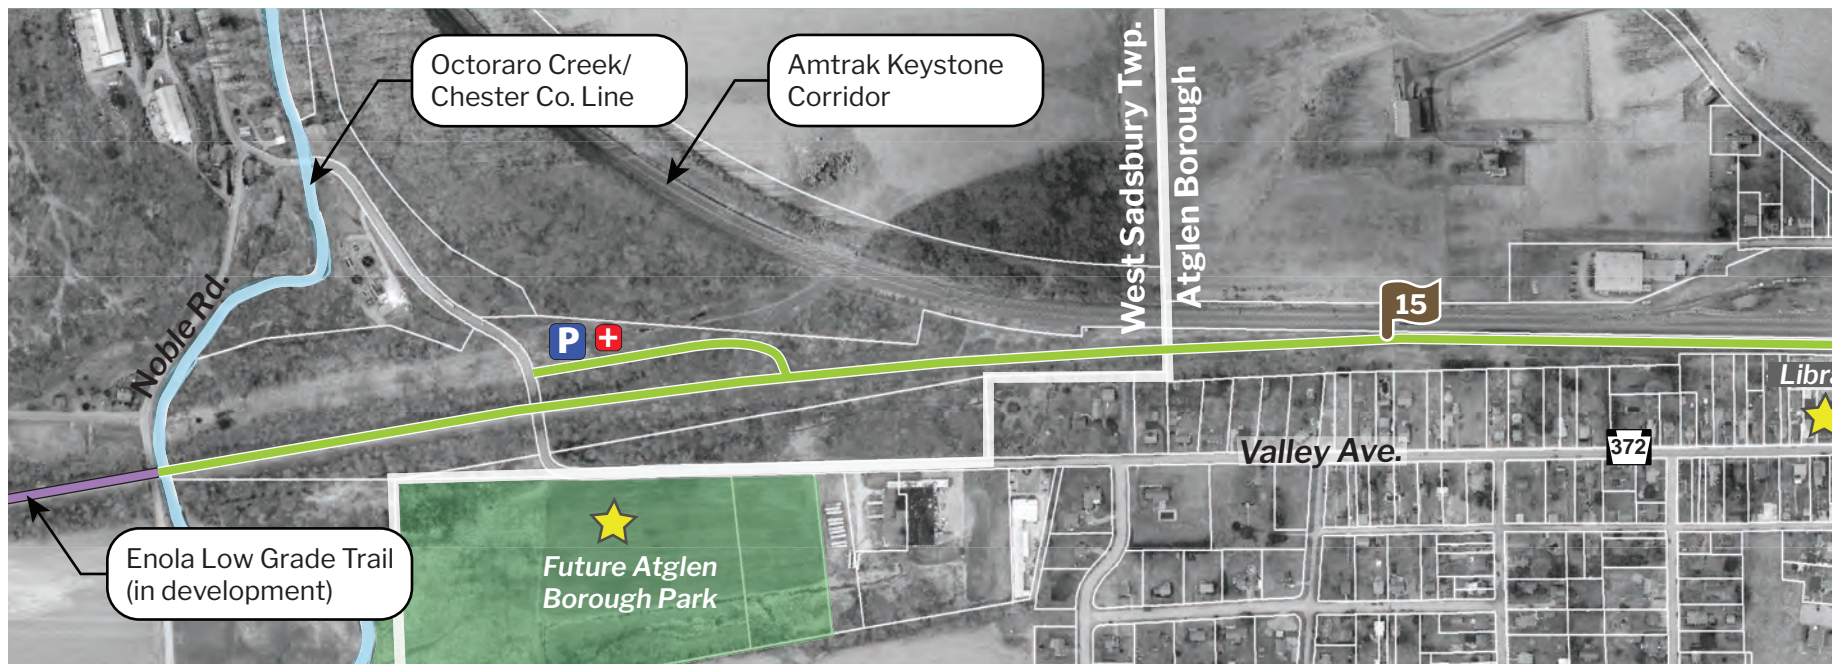 Octoraro Creek/
Chester Co. Line
Amtrak Keystone
Corridor
West Sadsbury Twp.
Atglen Borough
Noble Rd.
P
15
Libra
Valley Ave.
372
Future Atglen
Borough Park
Enola Low Grade Trail
(in development)